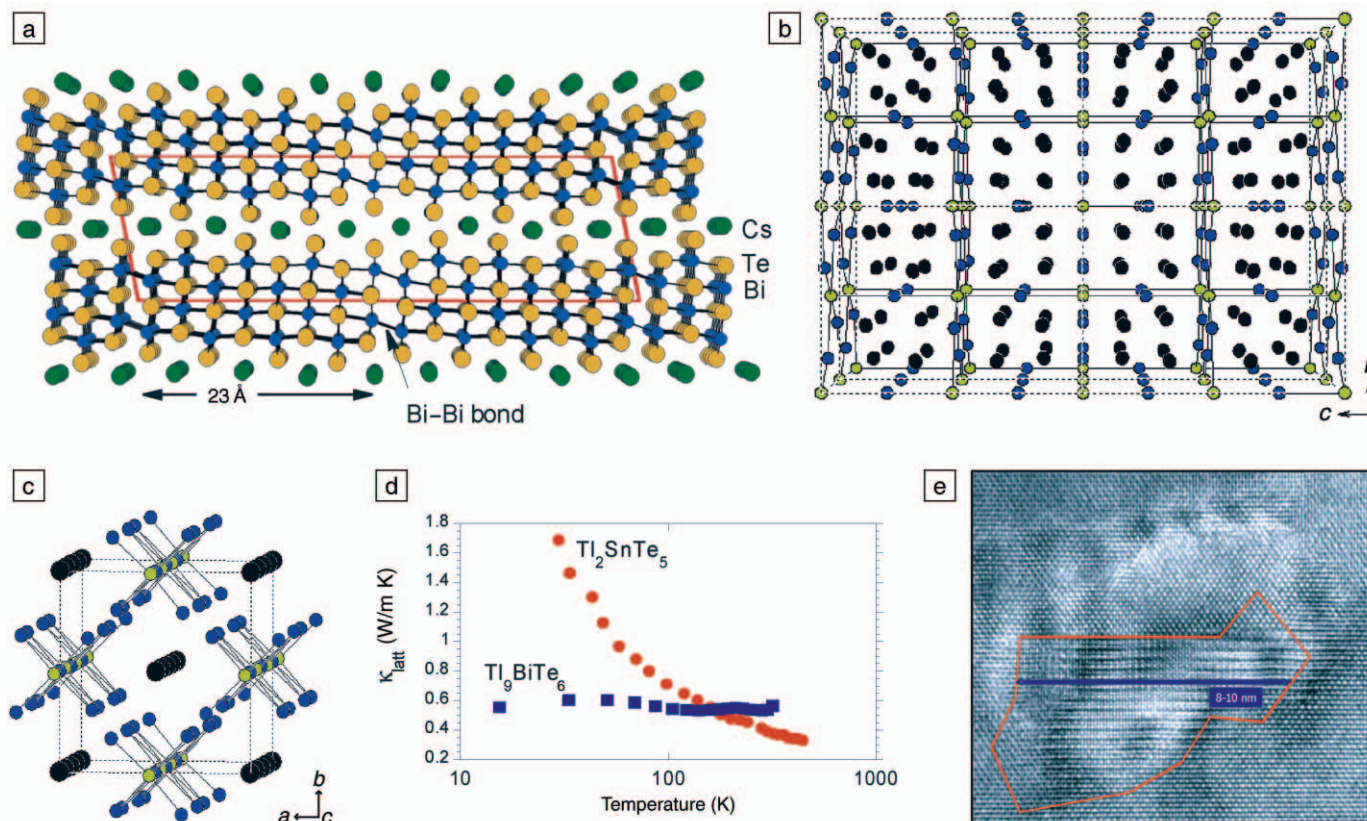 a
Cs
Te
Bi
23 Å
Bi–Bi bond
b
c
c
b
a
c
d
κlatt (W/m K)
1.8
1.6
1.4
1.2
1
0.8
0.6
0.4
0.2
Tl2SnTe5
Tl9BiTe6
10
100
1000
Temperature (K)
e
8-10 nm